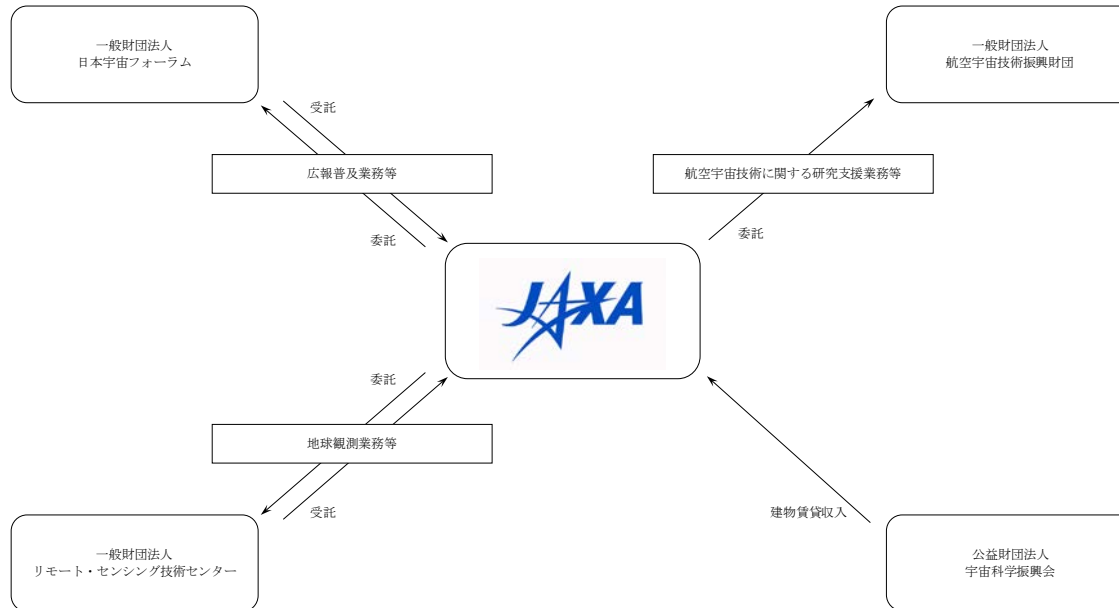 一般財団法人
日本宇宙フォーラム
一般財団法人
航空宇宙技術振興財団
受託
広報普及業務等
航空宇宙技術に関する研究支援業務等
委託
委託
JAXA
委託
地球観測業務等
受託
建物賃貸収入
一般財団法人
リモート・センシング技術センター
公益財団法人
宇宙科学振興会